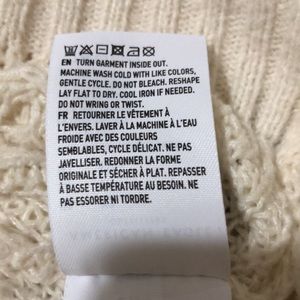 EN TURN GARMENT INSIDE OUT.
MACHINE WASH COLD WITH LIKE COLORS,
GENTLE CYCLE. DO NOT BLEACH. RESHAPE
LAY FLAT TO DRY. COOL IRON IF NEEDED.
DO NOT WRING OR TWIST.
FR RETOURNER LE VÊTEMENT À
L'ENVERS. LAVER À LA MACHINE À L'EAU
FROIDE AVEC DES COULEURS
SEMBLABLES, CYCLE DÉLICAT. NE PAS
JAVELLISER. REDONNER LA FORME
ORIGINALE ET SÉCHER À PLAT. REPASSER
À BASSE TEMPÉRATURE AU BESOIN. NE
PAS ESSORER NI TORDRE.